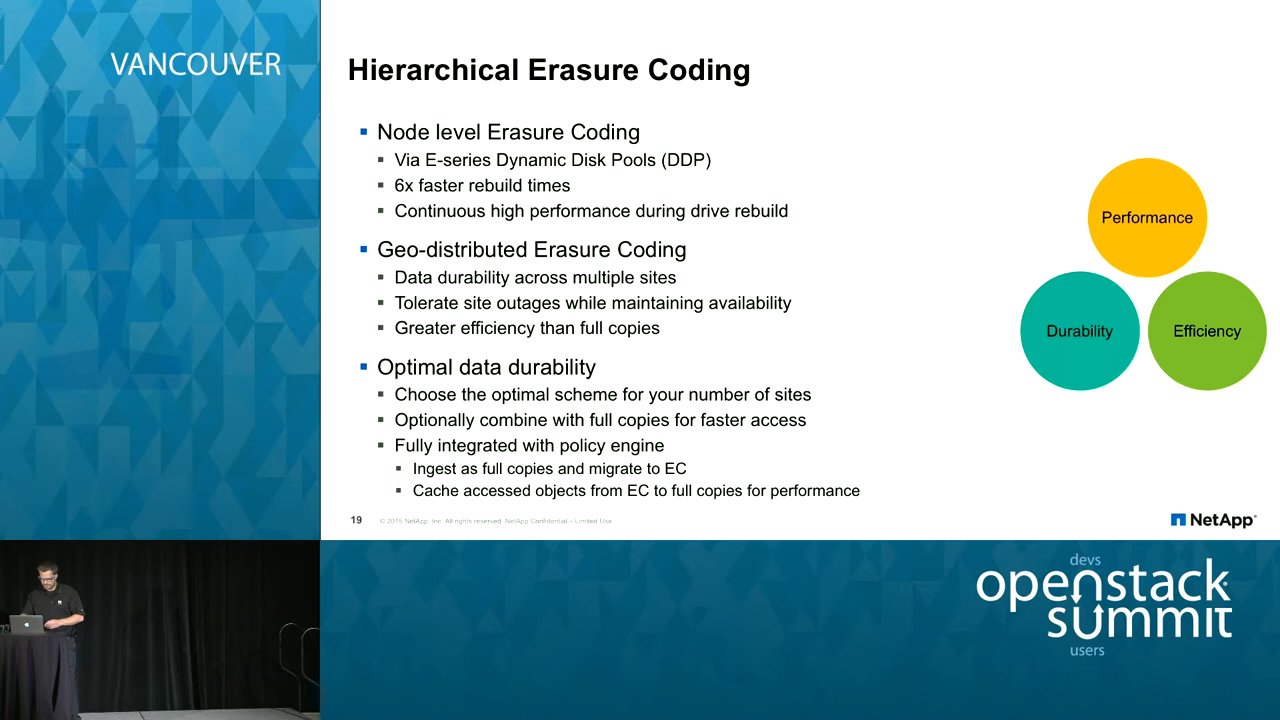 VANCOUVER
Hierarchical Erasure Coding
Node level Erasure Coding
Via E-series Dynamic Disk Pools (DDP)
6x faster rebuild times
Continuous high performance during drive rebuild
Geo-distributed Erasure Coding
Data durability across multiple sites
Tolerate site outages while maintaining availability
Greater efficiency than full copies
Optimal data durability
Choose the optimal scheme for your number of sites
Optionally combine with full copies for faster access
Fully integrated with policy engine
Ingest as full copies and migrate to EC
Cache accessed objects from EC to full copies for performance
Performance
Durability
Efficiency
19
© 2015 NetApp, Inc. All rights reserved. NetApp Confidential – Limited Use
NetApp
devs
openstack
summit
users